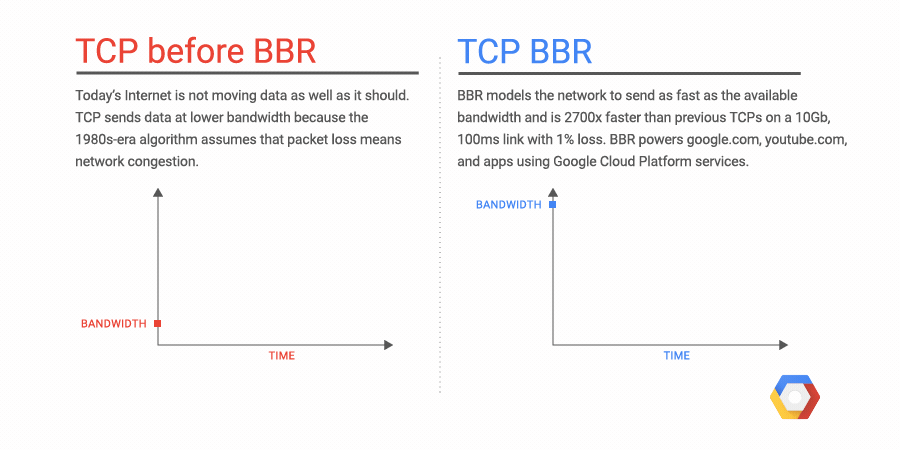 TCP before BBR
Today's Internet is not moving data as well as it should.
TCP sends data at lower bandwidth because the
1980s-era algorithm assumes that packet loss means
network congestion.
BANDWIDTH
TIME
TCP BBR
BBR models the network to send as fast as the available
bandwidth and is 2700x faster than previous TCPs on a 10Gb,
100ms link with 1% loss. BBR powers google.com, youtube.com,
and apps using Google Cloud Platform services.
BANDWIDTH
TIME